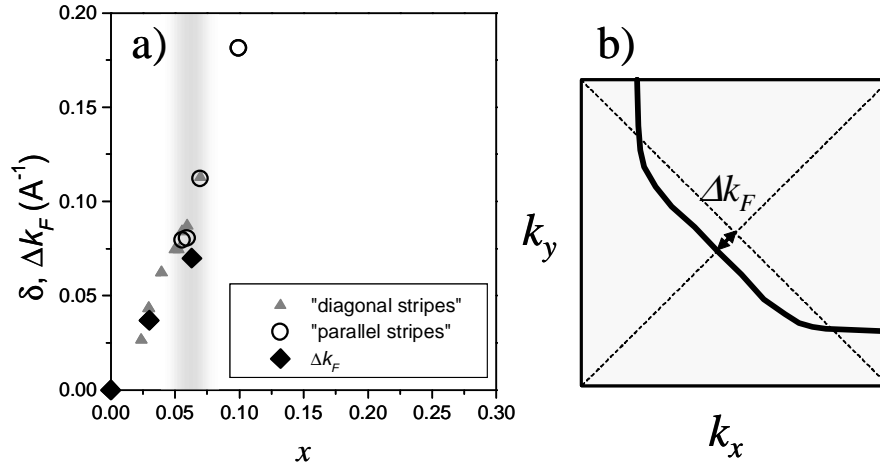 a)
0.20
0.15
0.10
0.05
0.00
δ, Δk_F (A⁻¹)
0.00 0.05 0.10 0.15 0.20 0.25 0.30
x
"diagonal stripes"
"parallel stripes"
Δk_F
b)
Δk_F
k_y
k_x